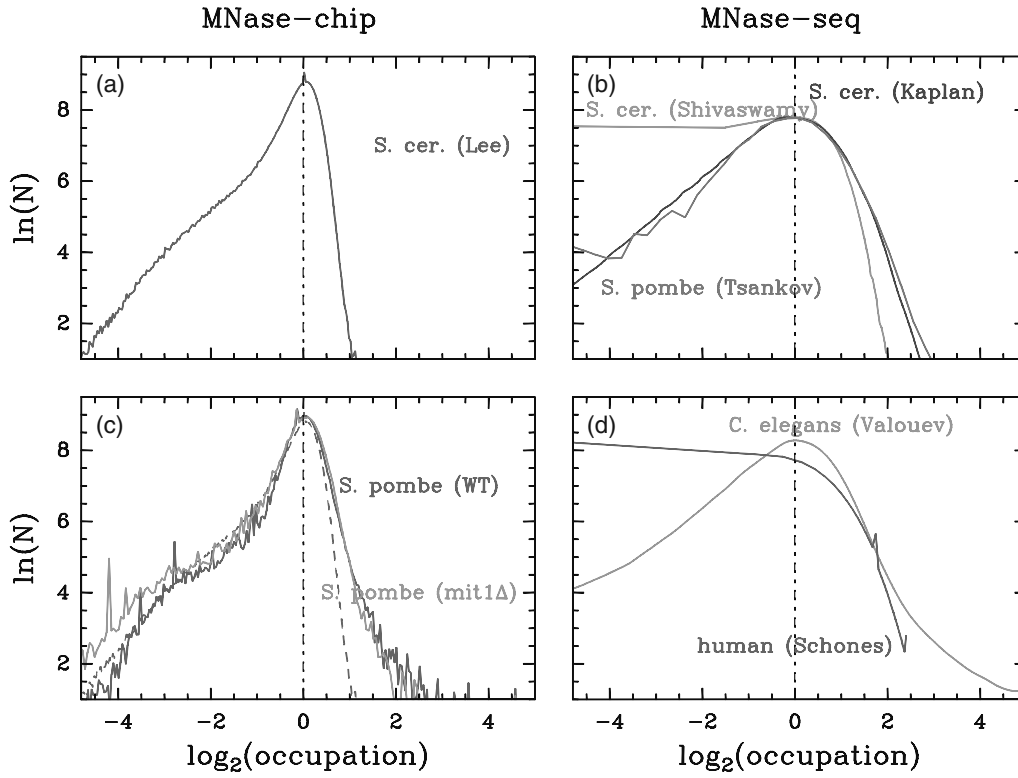 MNase-chip
MNase-seq
(a)
S. cer. (Lee)
ln(N)
8
6
4
2
(b)
S. cer. (Kaplan)
S. cer. (Shivaswamy)
S. pombe (Tsankov)
(c)
S. pombe (WT)
S. pombe (mit1Δ)
ln(N)
8
6
4
2
-4 -2 0 2 4
log2(occupation)
(d)
C. elegans (Valouev)
human (Schones)
-4 -2 0 2 4
log2(occupation)